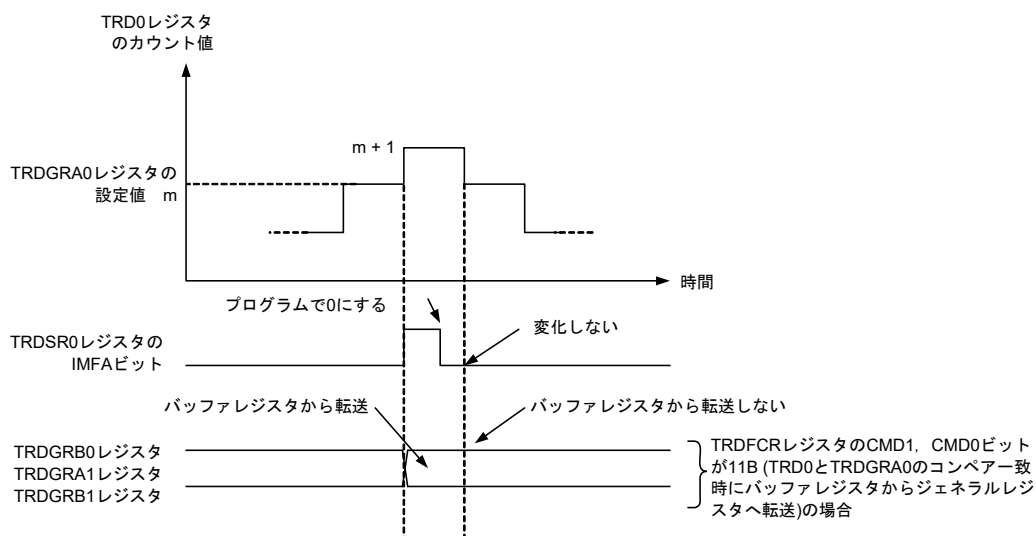 TRD0レジスタ
のカウント値
m + 1
TRDGRA0レジスタの
設定値 m
時間
プログラムで0にする
変化しない
TRDSR0レジスタの
IMFAビット
バッファレジスタから転送
バッファレジスタから転送しない
TRDGRB0レジスタ
TRDGRA1レジスタ
TRDGRB1レジスタ
TRDFCRレジスタのCMD1, CMD0ビット
が11B (TRD0とTRDGRA0のコンペアー致
時にバッファレジスタからジェネラルレジ
スタへ転送)の場合